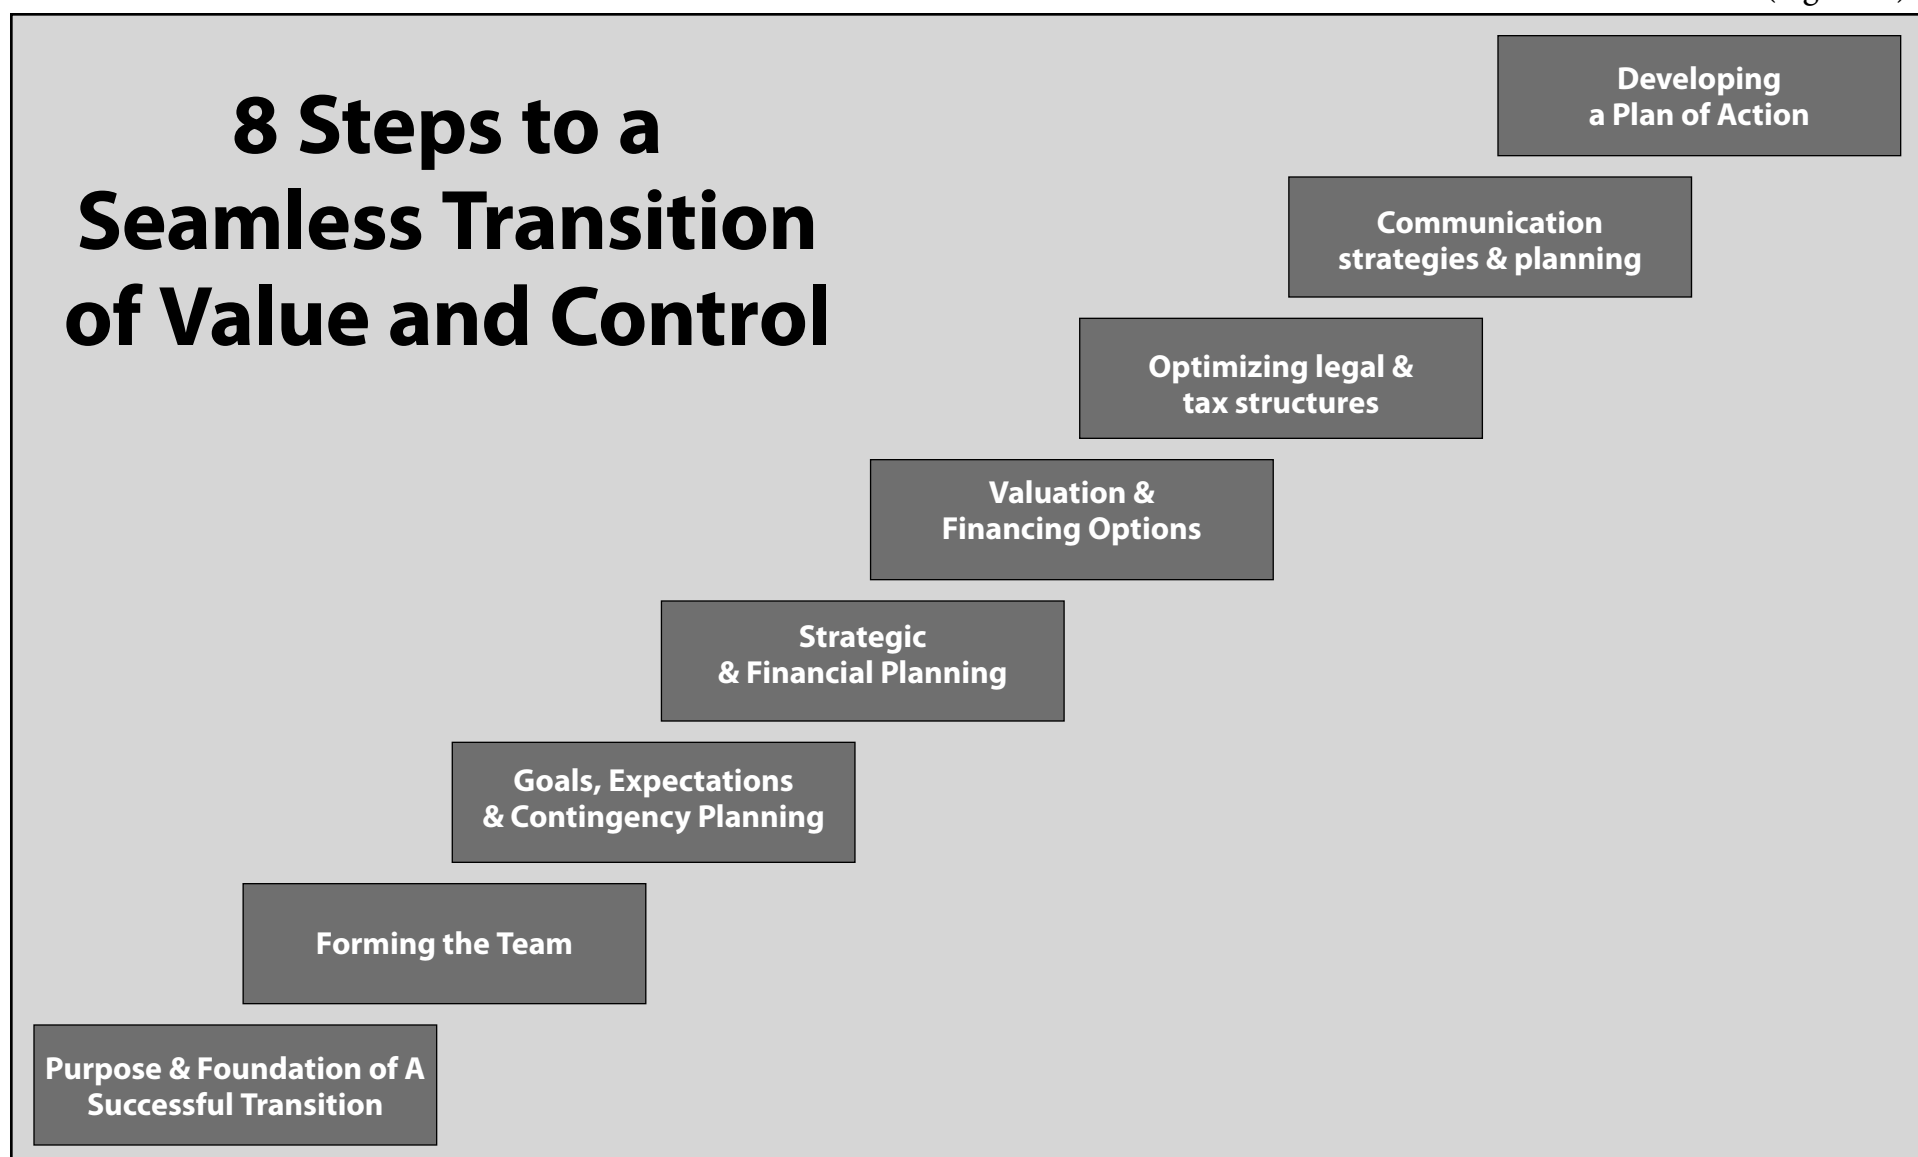 8 Steps to a
Seamless Transition
of Value and Control
Developing
a Plan of Action
Communication
strategies & planning
Optimizing legal &
tax structures
Valuation &
Financing Options
Strategic
& Financial Planning
Goals, Expectations
& Contingency Planning
Forming the Team
Purpose & Foundation of A
Successful Transition